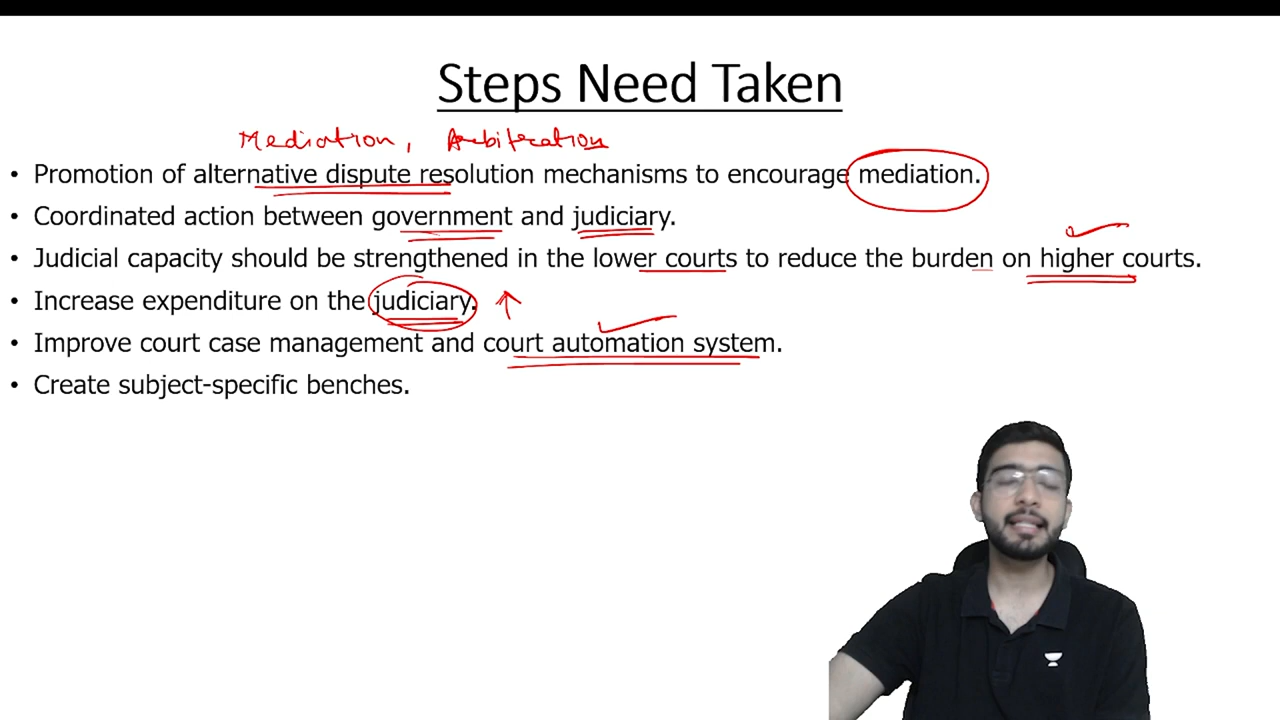 Steps Need Taken
Mediation, Arbitration
• Promotion of alternative dispute resolution mechanisms to encourage mediation.
• Coordinated action between government and judiciary.
• Judicial capacity should be strengthened in the lower courts to reduce the burden on higher courts.
• Increase expenditure on the judiciary.
• Improve court case management and court automation system.
• Create subject-specific benches.